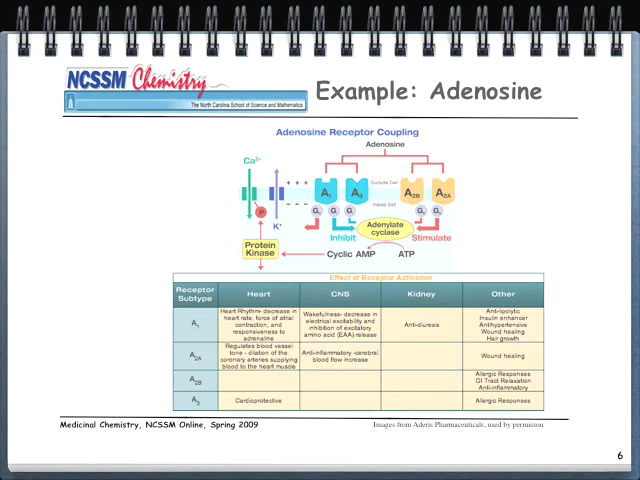 NCSSM Chemistry
The North Carolina School of Science and Mathematics
Example: Adenosine
Adenosine Receptor Coupling
Adenosine
Ca2+
+ + +
A1
A3
Outside Cell
A2B
A2A
- - -
Inside Cell
P
K+
Inhibit
Adenylate
cyclase
Stimulate
Protein
Kinase
Cyclic AMP
ATP
Effect of Receptor Activation
Receptor
Subtype
Heart
CNS
Kidney
Other
A1
Heart Rhythm- decrease in
heart rate, force of atrial
contraction, and
responsiveness to
adrenaline
Wakefulness- decrease in
electrical excitability and
inhibition of excitatory
amino acid (EAA) release
Anti-diuresis
Anti-lipolytic
Insulin enhancer
Antihypertensive
Wound healing
Hair growth
A2A
Regulates blood vessel
tone - dilation of the
coronary arteries supplying
blood to the heart muscle
Anti-inflammatory -cerebral
blood flow increase
Wound healing
A2B
Allergic Responses
GI Tract Relaxation
Anti-inflammatory
A3
Cardioprotective
Allergic Responses
Medicinal Chemistry, NCSSM Online, Spring 2009
Images from Aderis Pharmaceuticals, used by permisson
6